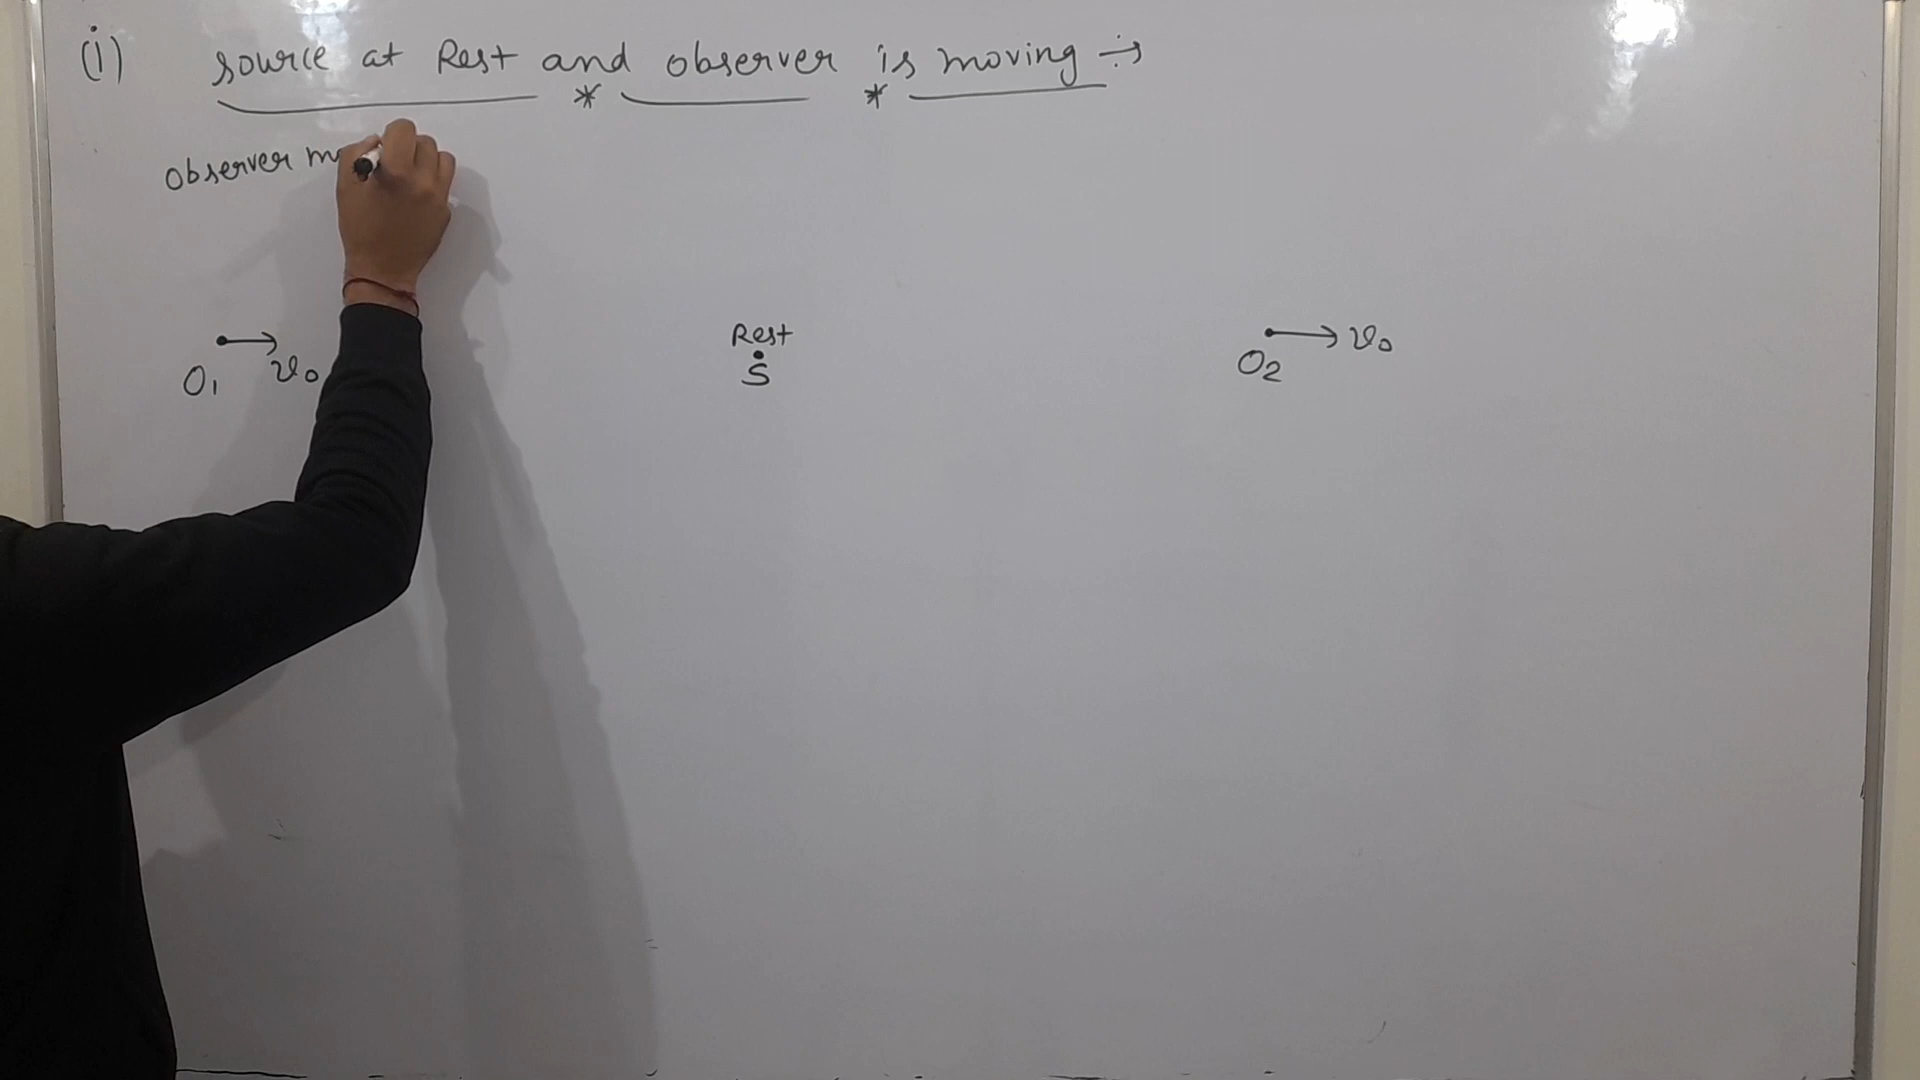 (i) source at Rest and observer is moving ÷→
* *
observer
Rest
S
O₁ v₀
O₂ v₀